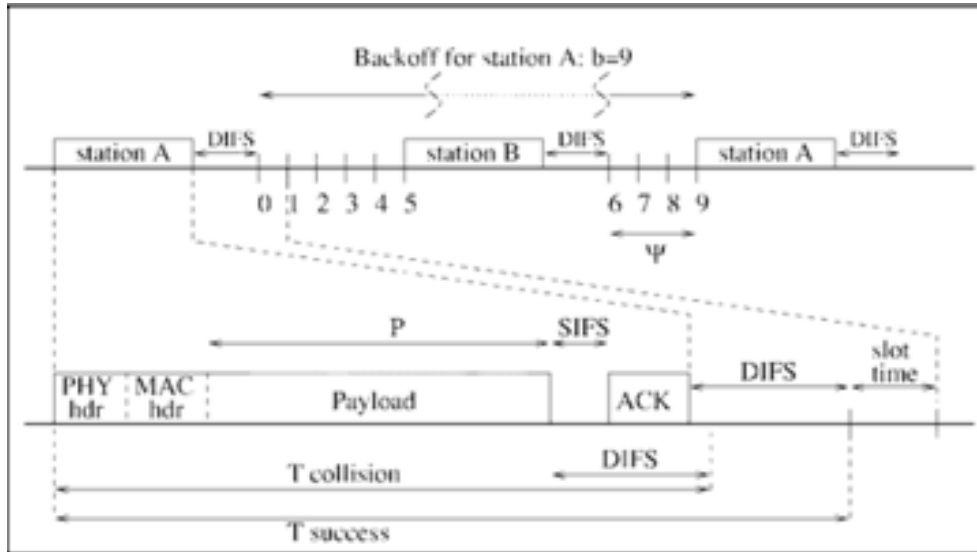 Backoff for station A: b=9
station A DIFS station B DIFS station A DIFS
0 1 2 3 4 5 6 7 8 9
Ψ
P SIFS
PHY hdr MAC hdr Payload ACK DIFS slot time
DIFS
T collision
T success